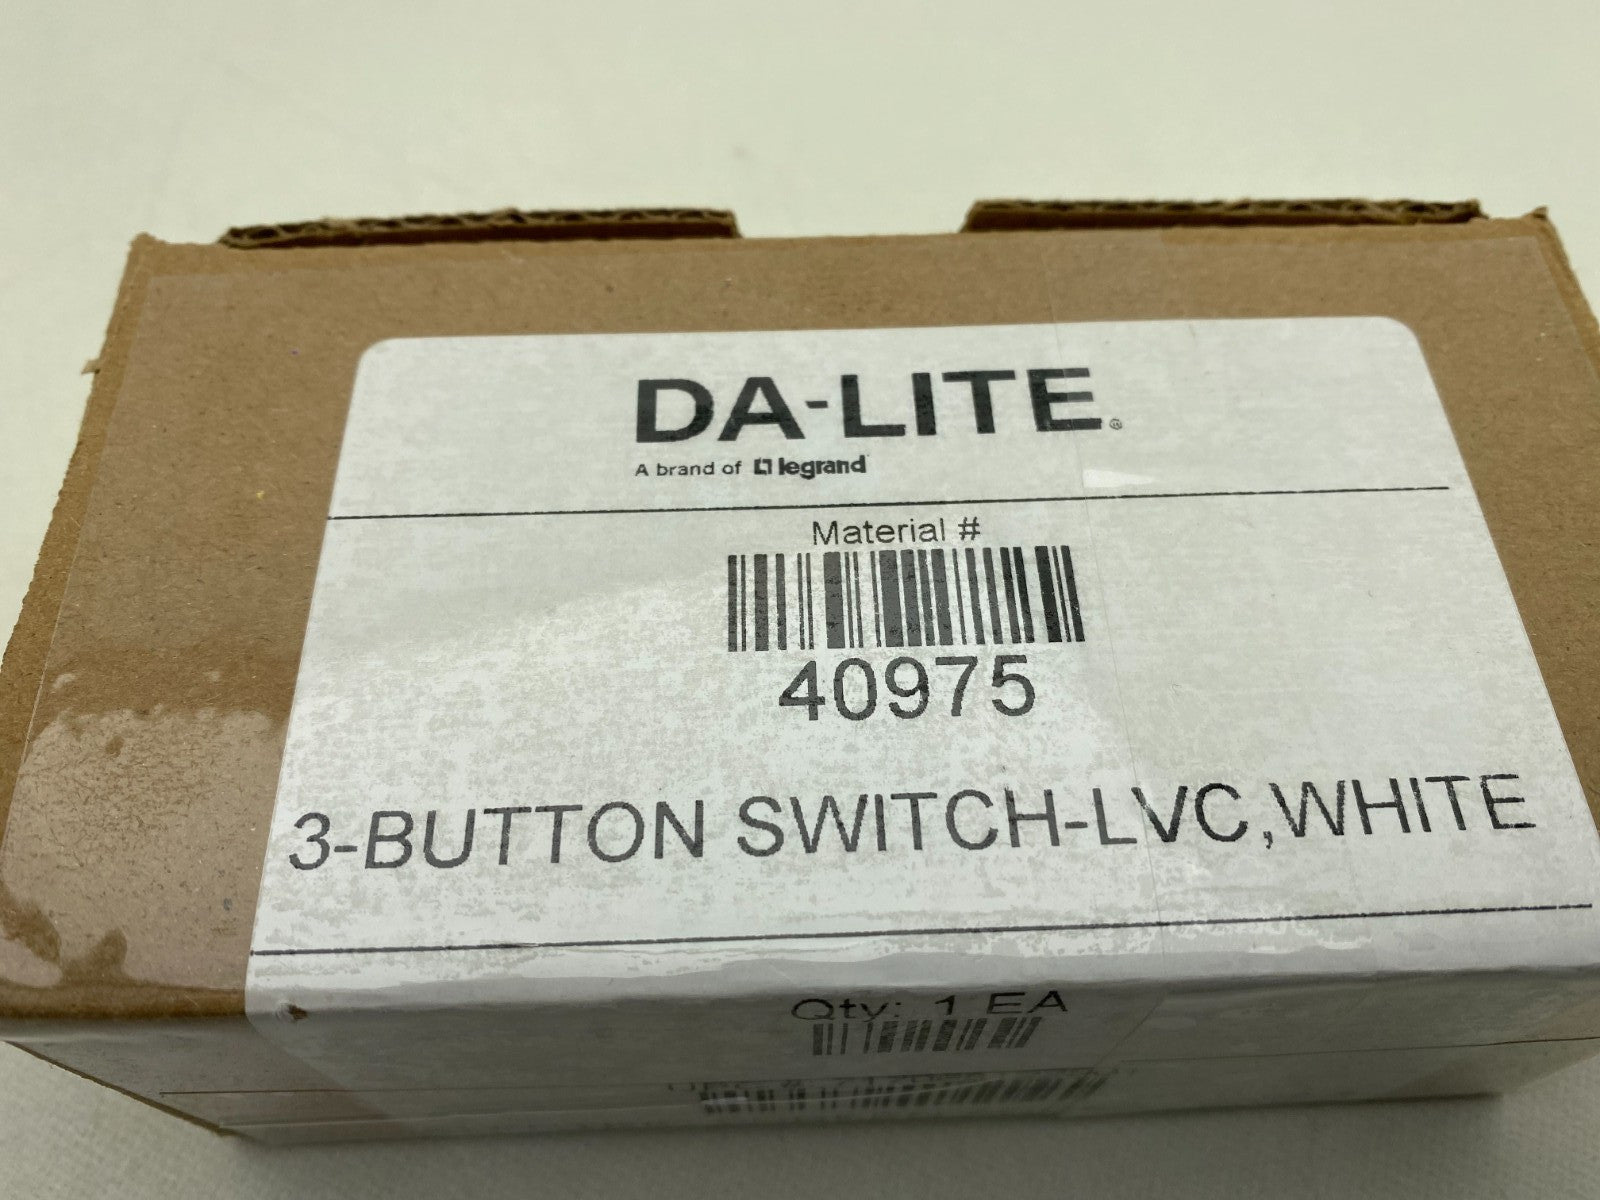 DA-LITE®
A brand of legrand
Material #
40975
3-BUTTON SWITCH-LVC,WHITE
Qty: 1 EA